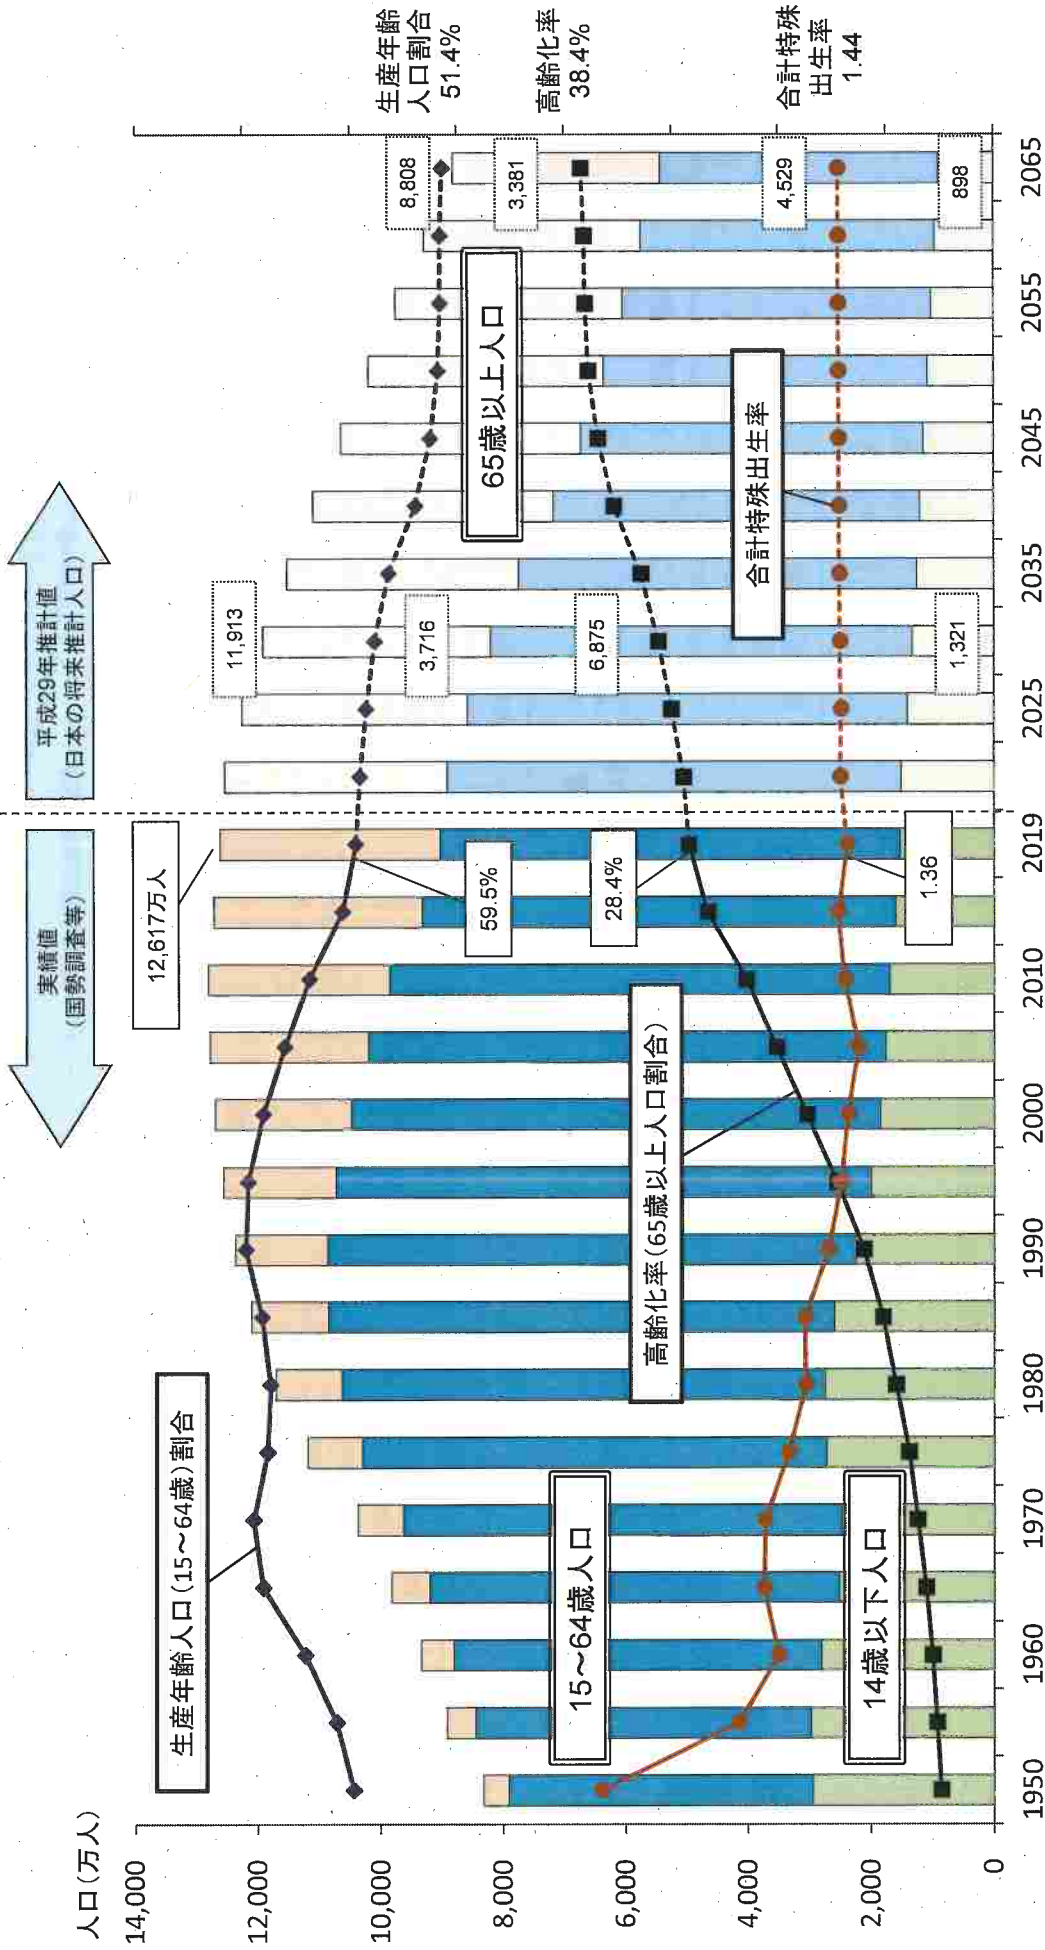 人口(万人)
14,000
12,000
10,000
8,000
6,000
4,000
2,000
0
実績値
(国勢調査等)
平成29年推計値
(日本の将来推計人口)
生産年齢人口(15~64歳)割合
12,617万人
11,913
8,808
生産年齢
人口割合
51.4%
59.5%
3,716
65歳以上人口
3,381
高齢化率
38.4%
15~64歳人口
高齢化率(65歳以上人口割合)
28.4%
6,875
合計特殊出生率
4,529
合計特殊
出生率
1.44
14歳以下人口
1.36
1,321
898
1950
1960
1970
1980
1990
2000
2010
2019
2025
2035
2045
2055
2065